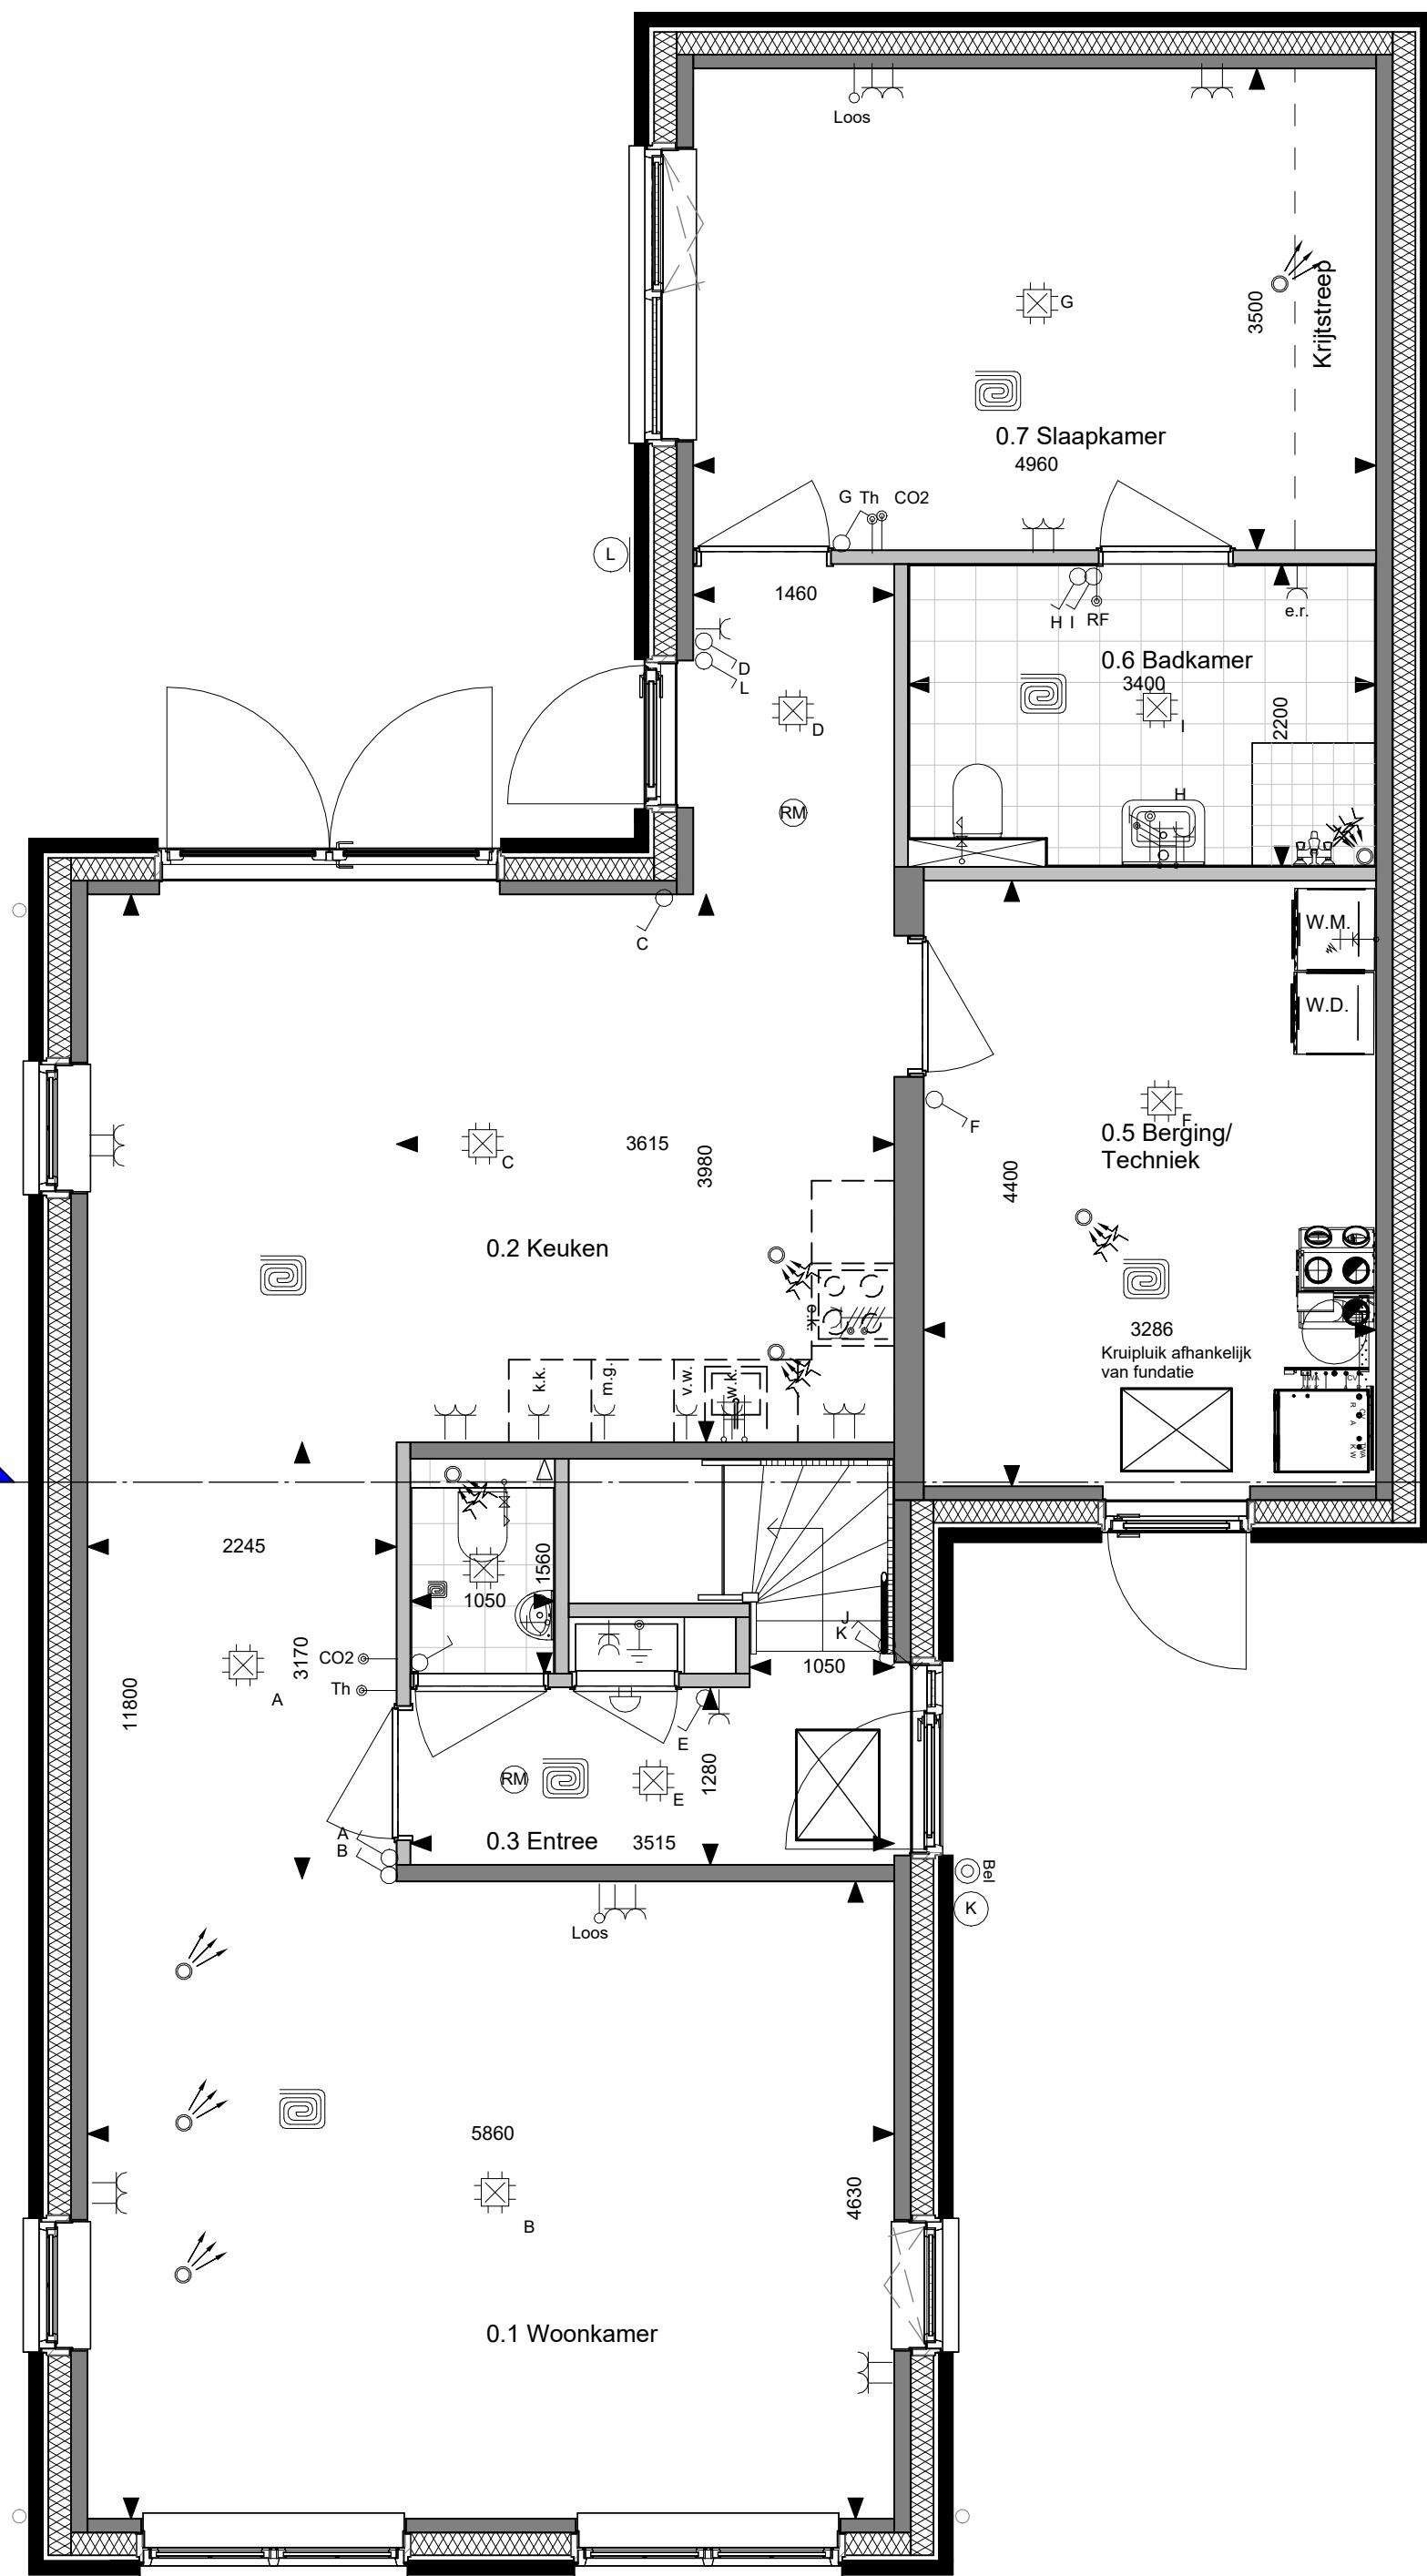 Loos
Krijtstreep
3500
G
0.7 Slaapkamer
4960
G Th CO2
L
1460
H I RF
e.r.
D
L
0.6 Badkamer
3400
2200
D
I
RM
H
C
W.M.
W.D.
F
F
0.5 Berging/
Techniek
3615
3980
C
4400
0.2 Keuken
e.k.
3286
Kruipluik afhankelijk
van fundatie
k.k.
m.g.
v.w.
w.k.
CV
R A
KW
2245
1560
1050
J
K
CO2
3170
1050
Th
A
11800
E
1280
RM
E
A
B
0.3 Entree
3515
Bel
K
Loos
5860
4630
B
0.1 Woonkamer